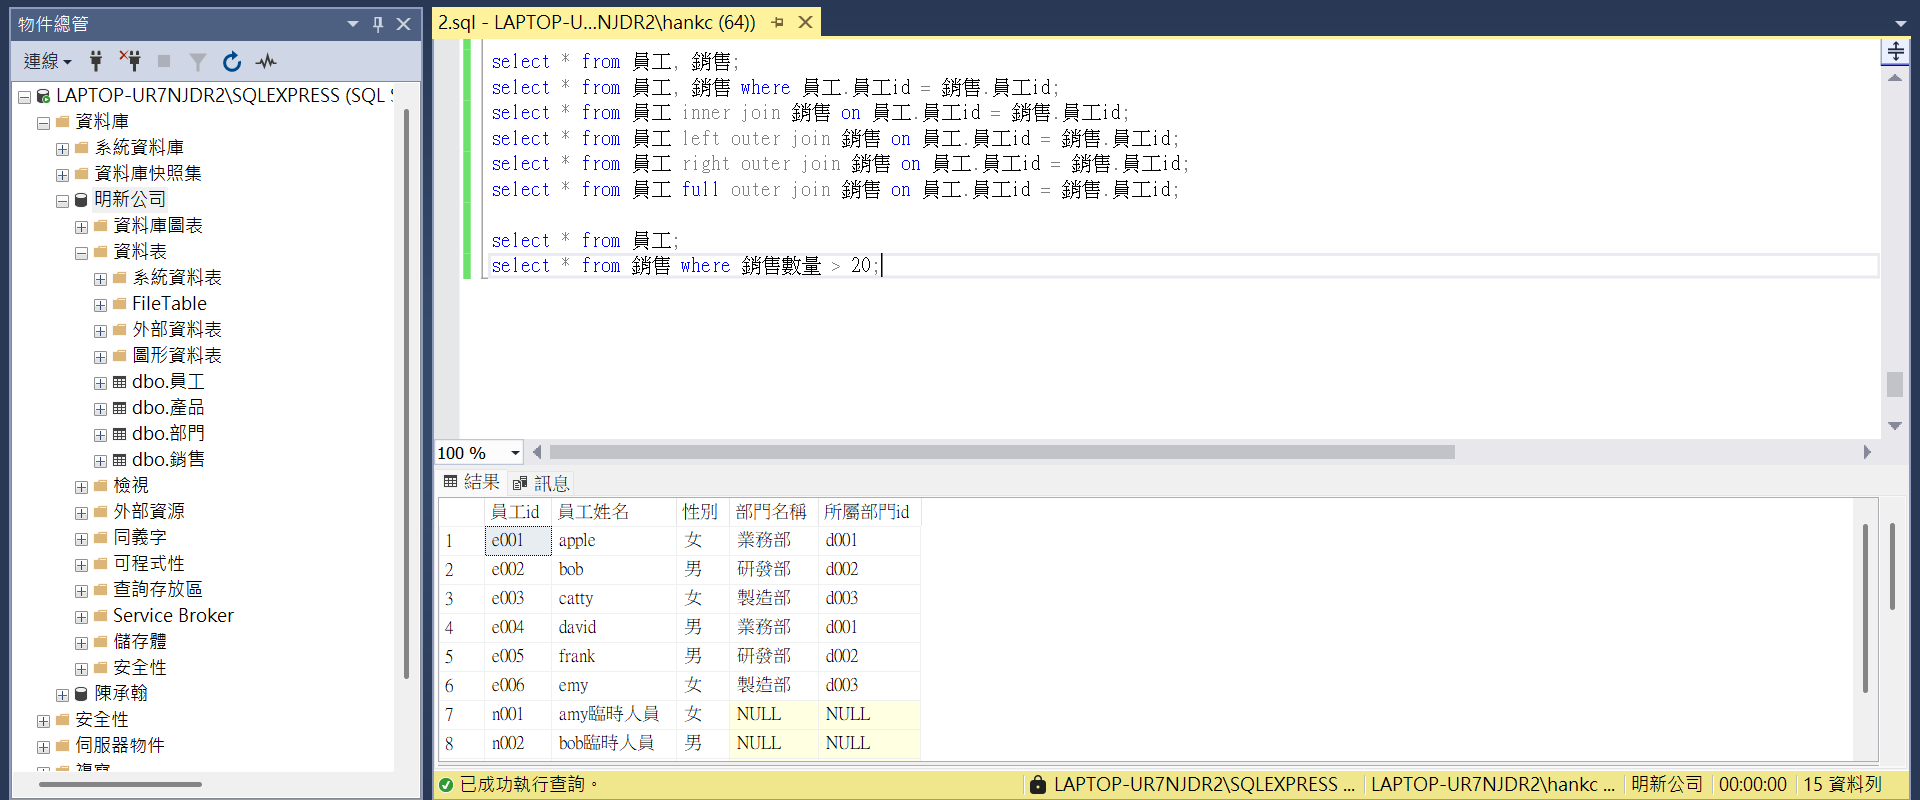 物件總管
連線
LAPTOP-UR7NJDR2\SQLEXPRESS (SQL S
資料庫
系統資料庫
資料庫快照集
明新公司
資料庫圖表
資料表
系統資料表
FileTable
外部資料表
圖形資料表
dbo.員工
dbo.產品
dbo.部門
dbo.銷售
檢視
外部資源
同義字
可程式性
查詢存放區
Service Broker
儲存體
安全性
陳承翰
安全性
伺服器物件
複寫
2.sql - LAPTOP-U...NJDR2\hankc (64))
select * from 員工, 銷售;
select * from 員工, 銷售 where 員工.員工id = 銷售.員工id;
select * from 員工 inner join 銷售 on 員工.員工id = 銷售.員工id;
select * from 員工 left outer join 銷售 on 員工.員工id = 銷售.員工id;
select * from 員工 right outer join 銷售 on 員工.員工id = 銷售.員工id;
select * from 員工 full outer join 銷售 on 員工.員工id = 銷售.員工id;
select * from 員工;
select * from 銷售 where 銷售數量 > 20;
100 %
結果 訊息
員工id 員工姓名 性別 部門名稱 所屬部門id
1 e001 apple 女 業務部 d001
2 e002 bob 男 研發部 d002
3 e003 catty 女 製造部 d003
4 e004 david 男 業務部 d001
5 e005 frank 男 研發部 d002
6 e006 emy 女 製造部 d003
7 n001 amy臨時人員 女 NULL NULL
8 n002 bob臨時人員 男 NULL NULL
已成功執行查詢。 LAPTOP-UR7NJDR2\SQLEXPRESS ... LAPTOP-UR7NJDR2\hankc ... 明新公司 00:00:00 15 資料列